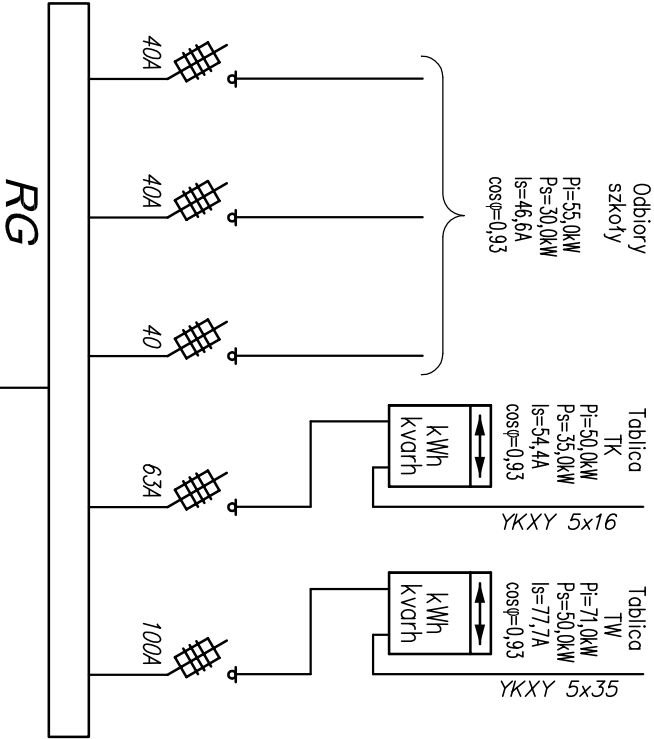 Odbiory
szkoły
Pi=55,0kW
Ps=30,0kW
Is=46,6A
cosφ=0,93
Tablica
TK
Pi=50,0kW
Ps=35,0kW
Is=54,4A
cosφ=0,93
kWh
kvarh
YKXY 5x16
Tablica
TW
Pi=71,0kW
Ps=50,0kW
Is=77,7A
cosφ=0,93
kWh
kvarh
YKXY 5x35
40A
40A
40
63A
100A
RG